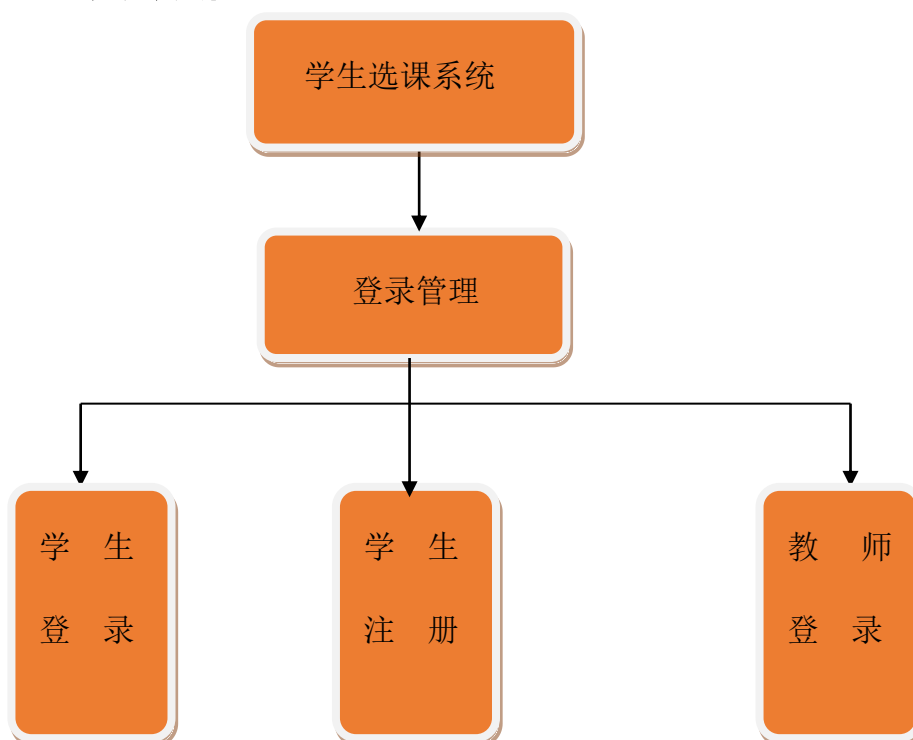 学生选课系统
登录管理
学 生
登 录
学 生
注 册
教 师
登 录